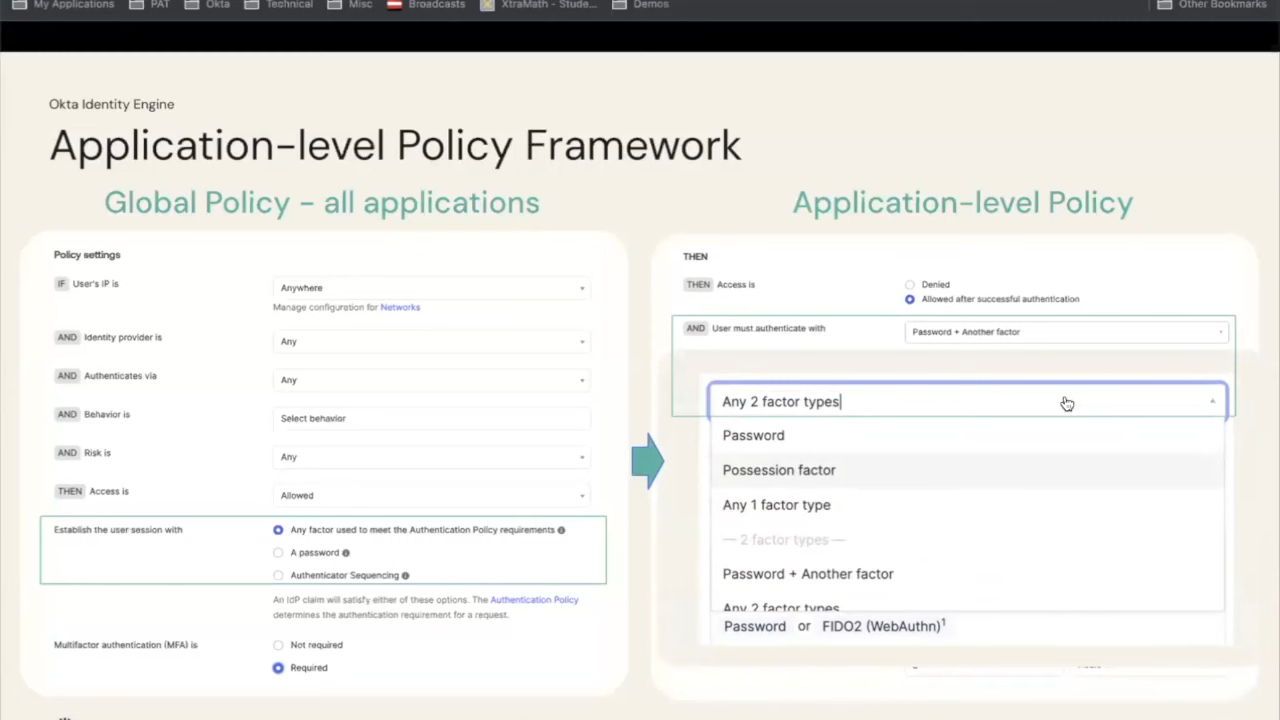 My Applications PAT Okta Technical Misc Broadcasts XtraMath - Stude... Demos Other Bookmarks
Okta Identity Engine
Application-level Policy Framework
Global Policy - all applications
Policy settings
IF User's IP is Anywhere
Manage configuration for Networks
AND Identity provider is Any
AND Authenticates via Any
AND Behavior is Select behavior
AND Risk is Any
THEN Access is Allowed
Establish the user session with Any factor used to meet the Authentication Policy requirements
A password
Authenticator Sequencing
An IdP claim will satisfy either of these options. The Authentication Policy
determines the authentication requirement for a request.
Multifactor authentication (MFA) is Not required
Required
Application-level Policy
THEN
THEN Access is Denied
Allowed after successful authentication
AND User must authenticate with Password + Another factor
Any 2 factor types
Password
Possession factor
Any 1 factor type
— 2 factor types —
Password + Another factor
Any 2 factor types
Password or FIDO2 (WebAuthn)1